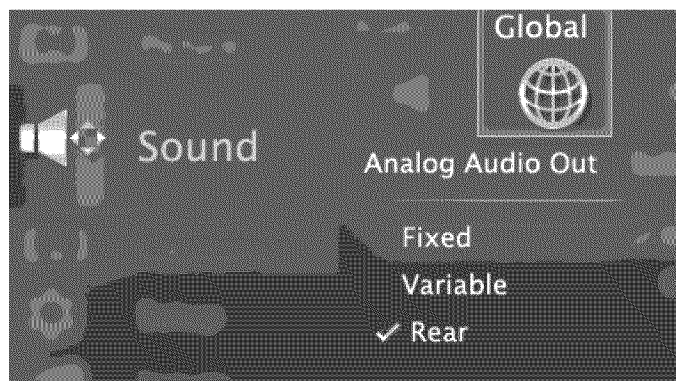 Global
Sound
Analog Audio Out
Fixed
Variable
Rear